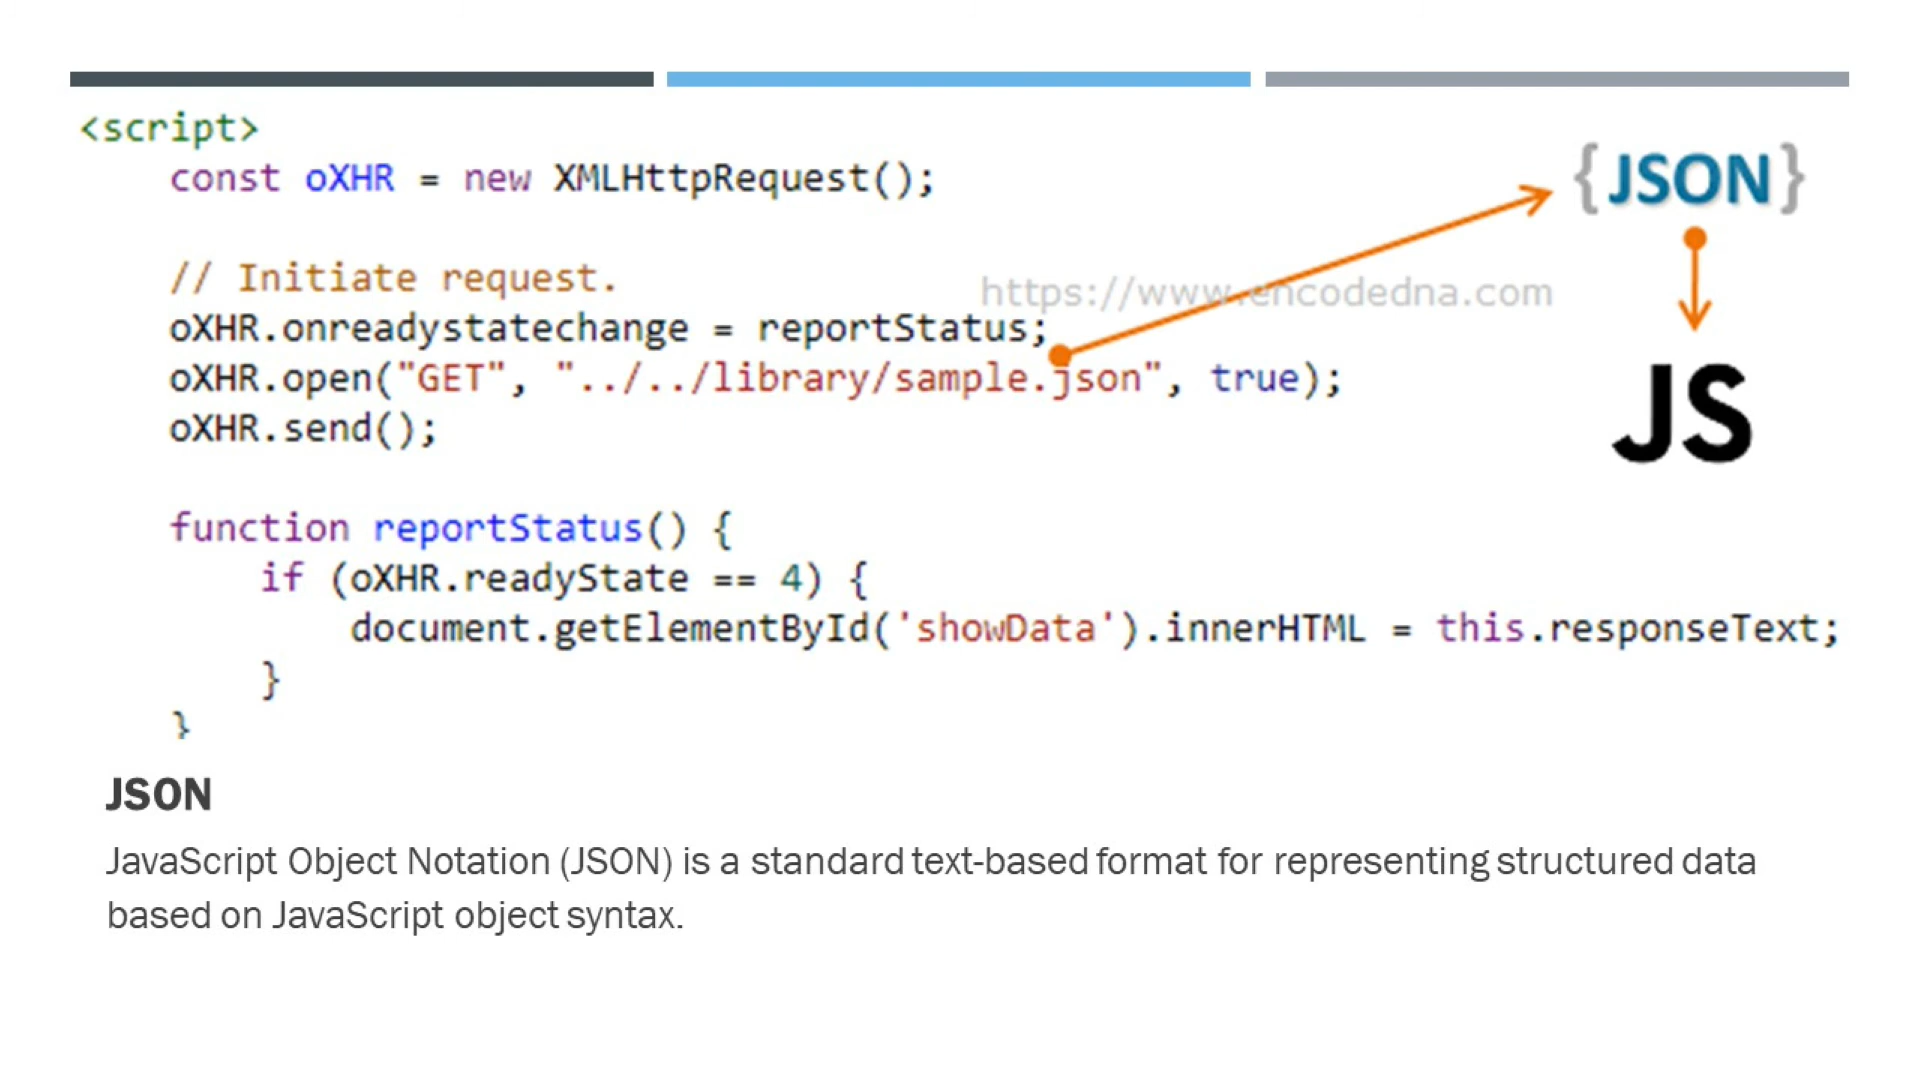 <script>
const oXHR = new XMLHttpRequest();
{JSON}
// Initiate request.
https://www.encodedna.com
oXHR.onreadystatechange = reportStatus;
oXHR.open("GET", "../../library/sample.json", true);
JS
oXHR.send();
function reportStatus() {
if (oXHR.readyState == 4) {
document.getElementById('showData').innerHTML = this.responseText;
}
}
JSON
JavaScript Object Notation (JSON) is a standard text-based format for representing structured data
based on JavaScript object syntax.